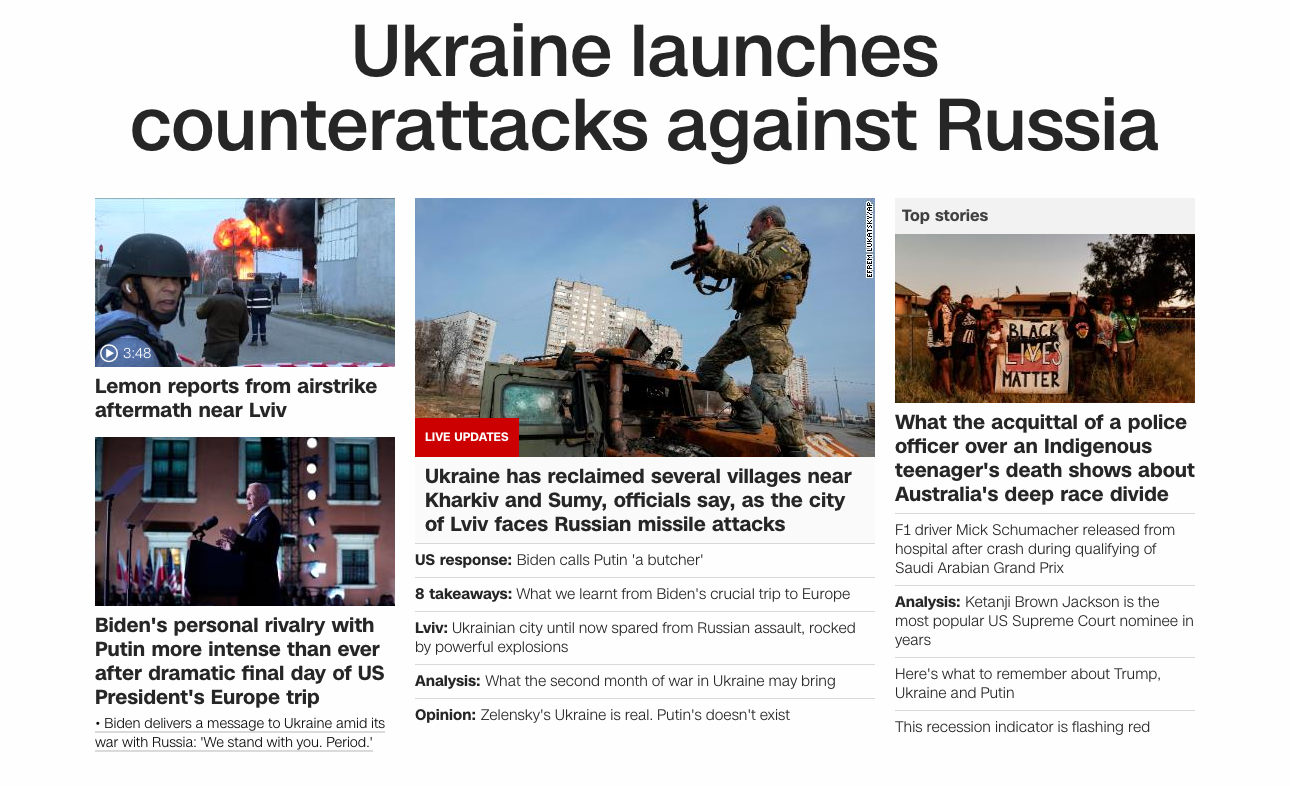 Ukraine launches
counterattacks against Russia
3:48
Lemon reports from airstrike
aftermath near Lviv
Biden's personal rivalry with
Putin more intense than ever
after dramatic final day of US
President's Europe trip
• Biden delivers a message to Ukraine amid its
war with Russia: 'We stand with you. Period.'
EFREM LUKATSKY/AP
LIVE UPDATES
Ukraine has reclaimed several villages near
Kharkiv and Sumy, officials say, as the city
of Lviv faces Russian missile attacks
US response: Biden calls Putin 'a butcher'
8 takeaways: What we learnt from Biden's crucial trip to Europe
Lviv: Ukrainian city until now spared from Russian assault, rocked
by powerful explosions
Analysis: What the second month of war in Ukraine may bring
Opinion: Zelensky's Ukraine is real. Putin's doesn't exist
Top stories
BLACK
LIVES
MATTER
What the acquittal of a police
officer over an Indigenous
teenager's death shows about
Australia's deep race divide
F1 driver Mick Schumacher released from
hospital after crash during qualifying of
Saudi Arabian Grand Prix
Analysis: Ketanji Brown Jackson is the
most popular US Supreme Court nominee in
years
Here's what to remember about Trump,
Ukraine and Putin
This recession indicator is flashing red